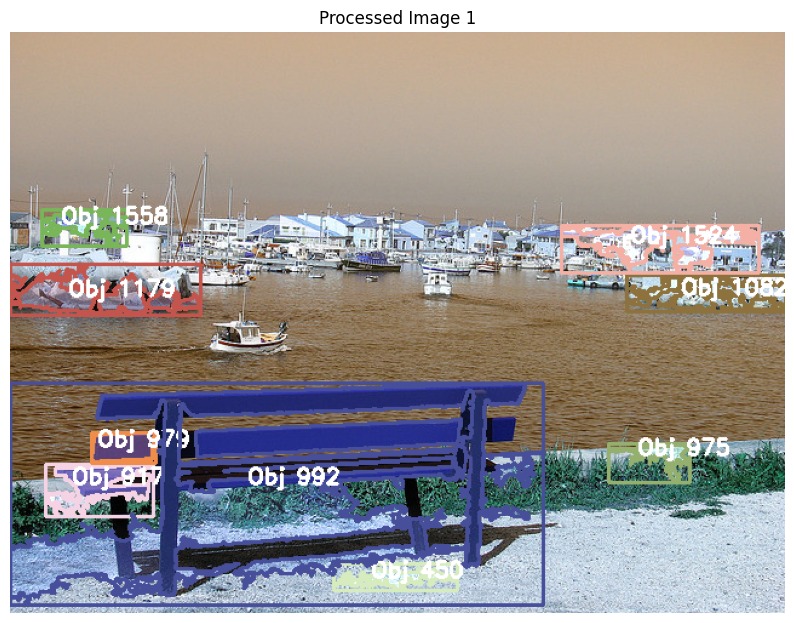 Processed Image 1
Obj 1558
Obj 1524
Obj 1179
Obj 1082
Obj 979
Obj 975
Obj 917
Obj 992
Obj 450